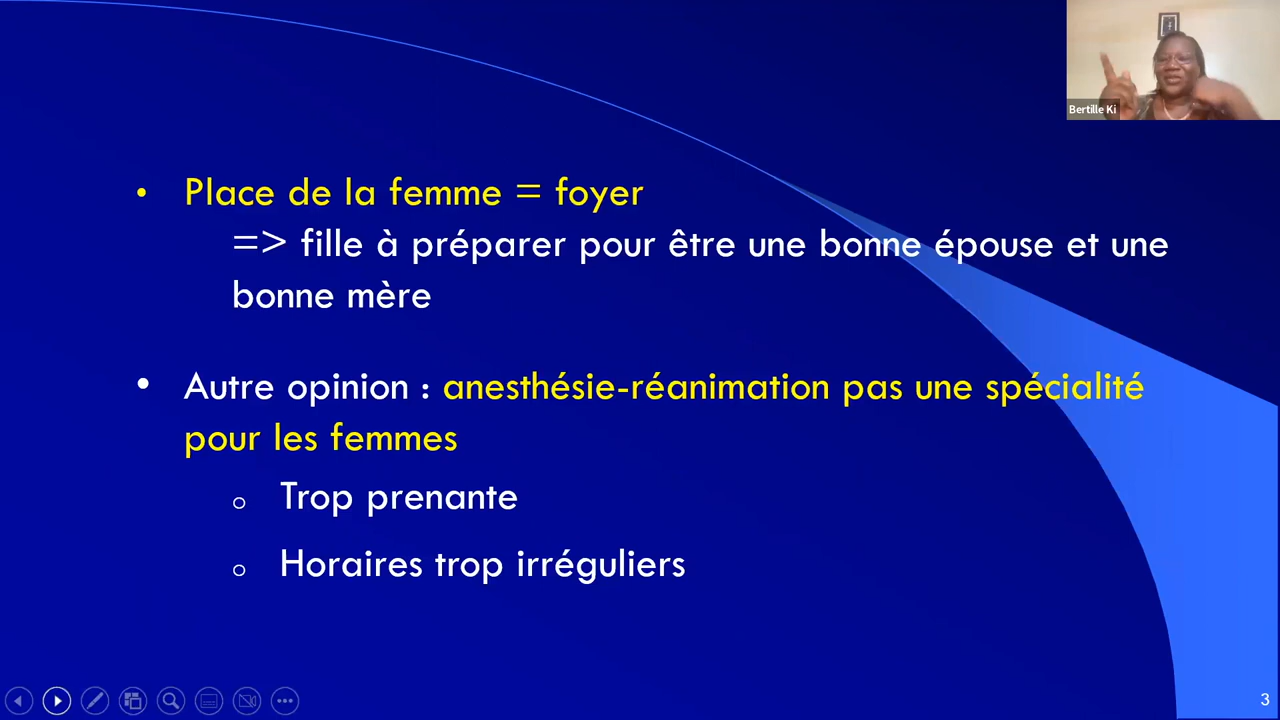 Bertille Ki
• Place de la femme = foyer
=> fille à préparer pour être une bonne épouse et une
bonne mère
• Autre opinion : anesthésie-réanimation pas une spécialité
pour les femmes
o Trop prenante
o Horaires trop irréguliers
3